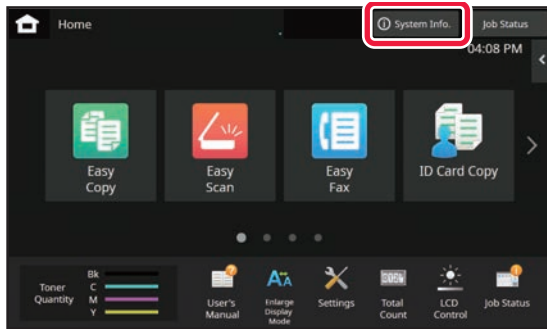 Home
System Info.
Job Status
04:08 PM
Easy
Copy
Easy
Scan
Easy
Fax
ID Card Copy
Toner
Quantity
Bk
C
M
Y
User's
Manual
Enlarge
Display
Mode
Settings
Total
Count
LCD
Control
Job Status